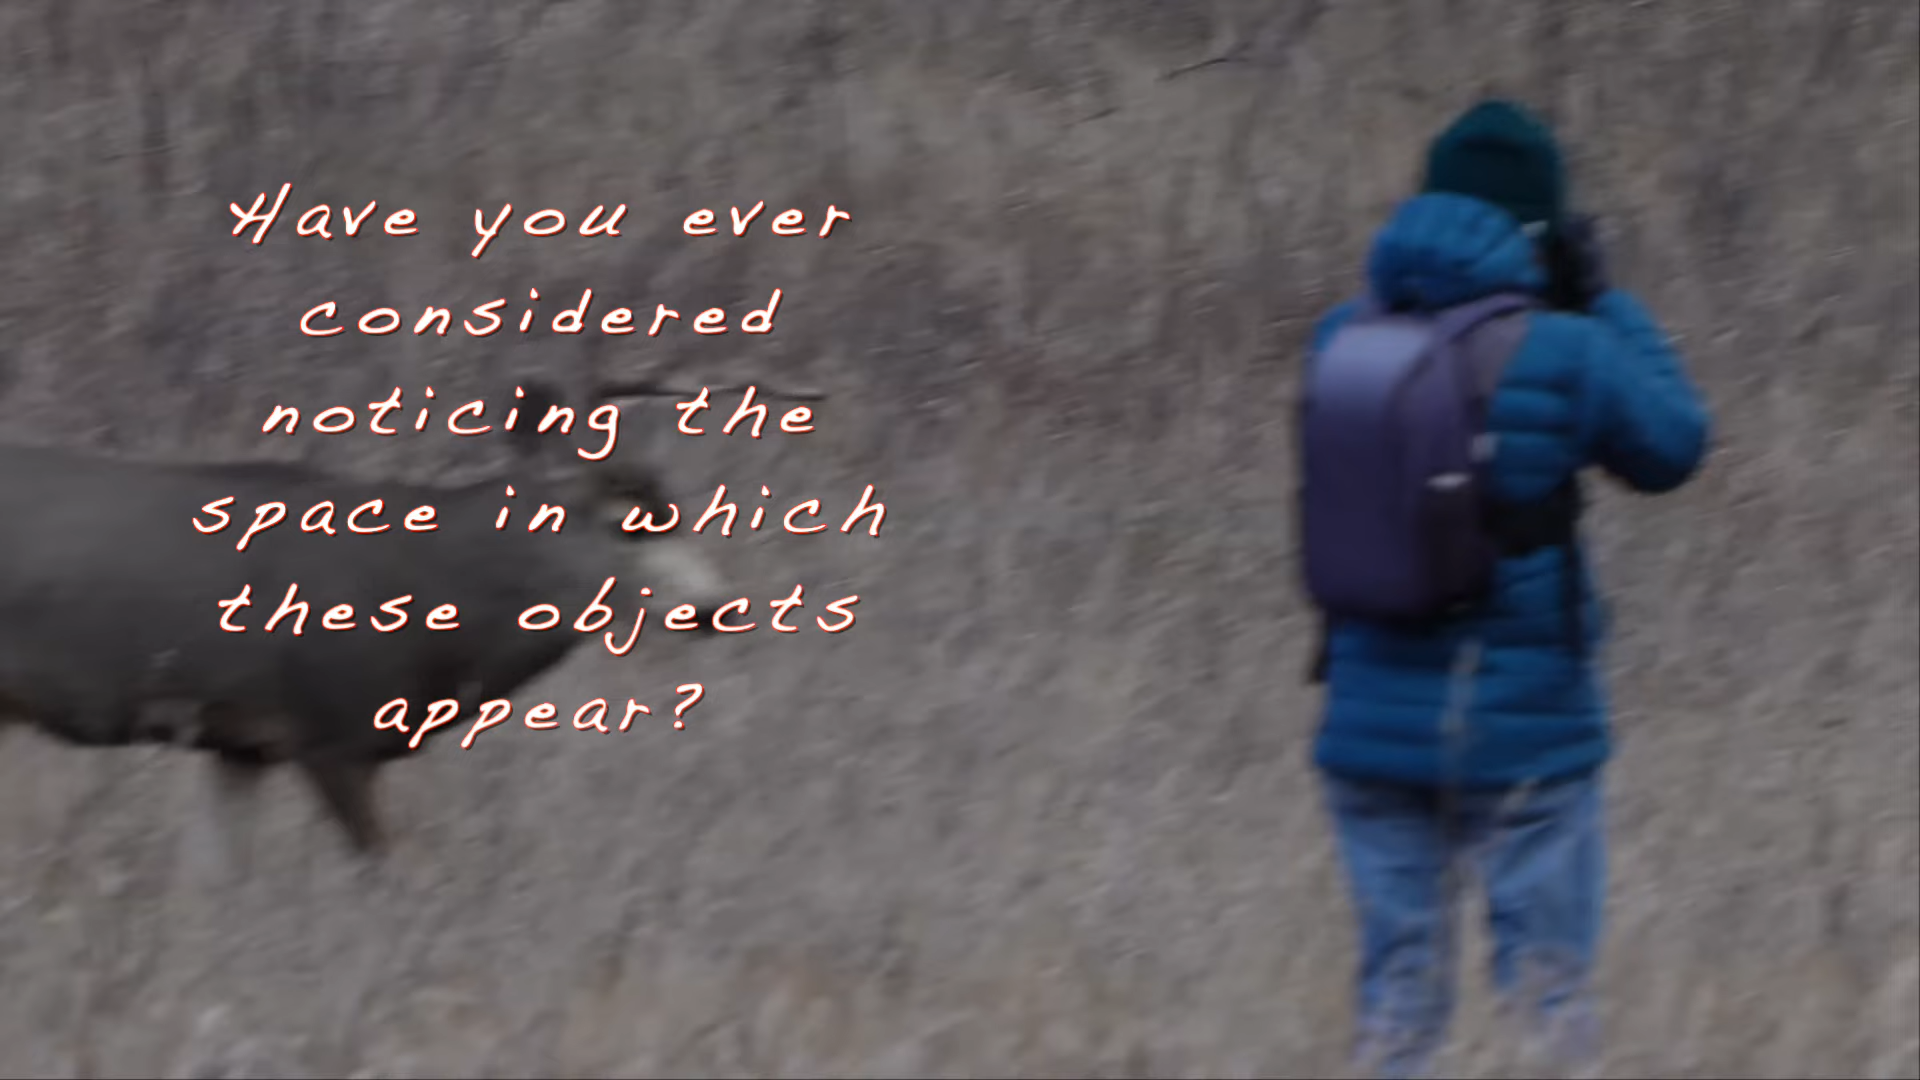 Have you ever
considered
noticing the
space in which
these objects
appear?